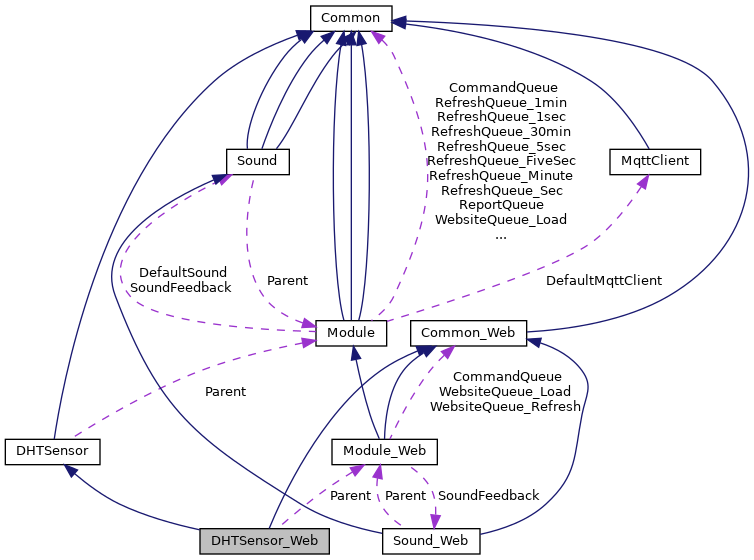 Common
CommandQueue
RefreshQueue_1min
RefreshQueue_1sec
RefreshQueue_30min
RefreshQueue_5sec
RefreshQueue_FiveSec
RefreshQueue_Minute
RefreshQueue_Sec
ReportQueue
WebsiteQueue_Load
...
Sound
MqttClient
DefaultSound
SoundFeedback
Parent
DefaultMqttClient
Module
Common_Web
Parent
CommandQueue
WebsiteQueue_Load
WebsiteQueue_Refresh
DHTSensor
Module_Web
Parent
Parent
SoundFeedback
DHTSensor_Web
Sound_Web